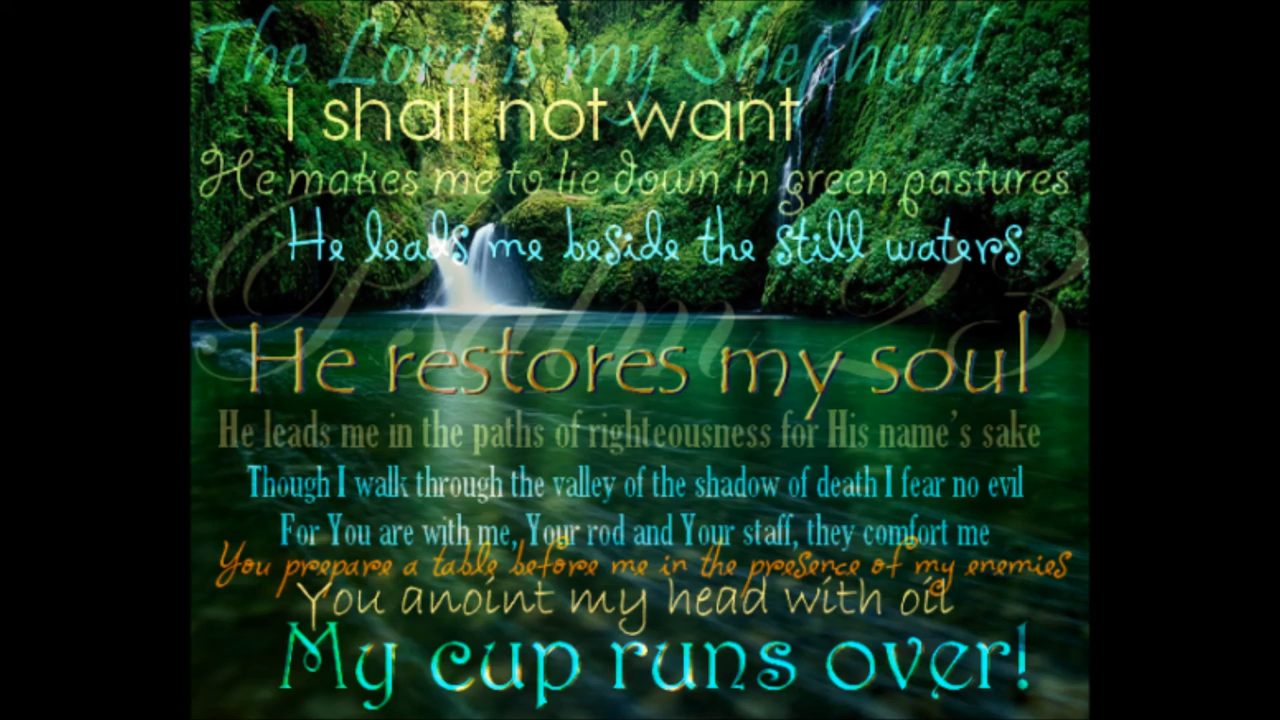 The Lord is my Shepherd
I shall not want
He makes me to lie down in green pastures
He leads me beside the still waters
Psalm 23
He restores my soul
He leads me in the paths of righteousness for His name's sake
Though I walk through the valley of the shadow of death I fear no evil
For You are with me, Your rod and Your staff, they comfort me
You prepare a table before me in the presence of my enemies
You anoint my head with oil
My cup runs over!